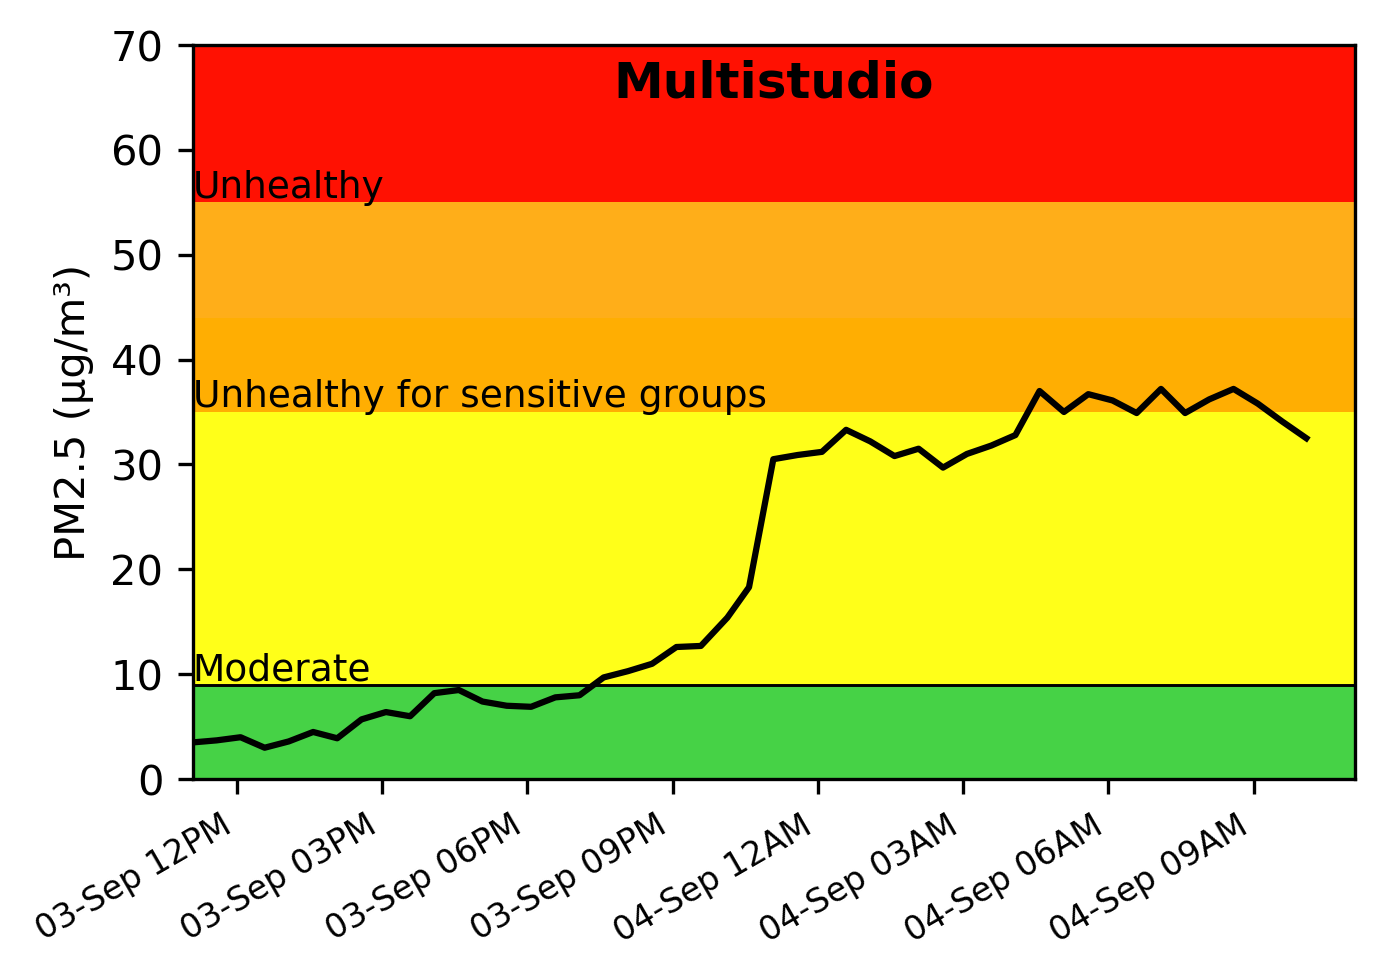 Multistudio
70
60
50
40
30
20
10
0
PM2.5 (µg/m³)
Unhealthy
Unhealthy for sensitive groups
Moderate
03-Sep 12PM
03-Sep 03PM
03-Sep 06PM
03-Sep 09PM
04-Sep 12AM
04-Sep 03AM
04-Sep 06AM
04-Sep 09AM